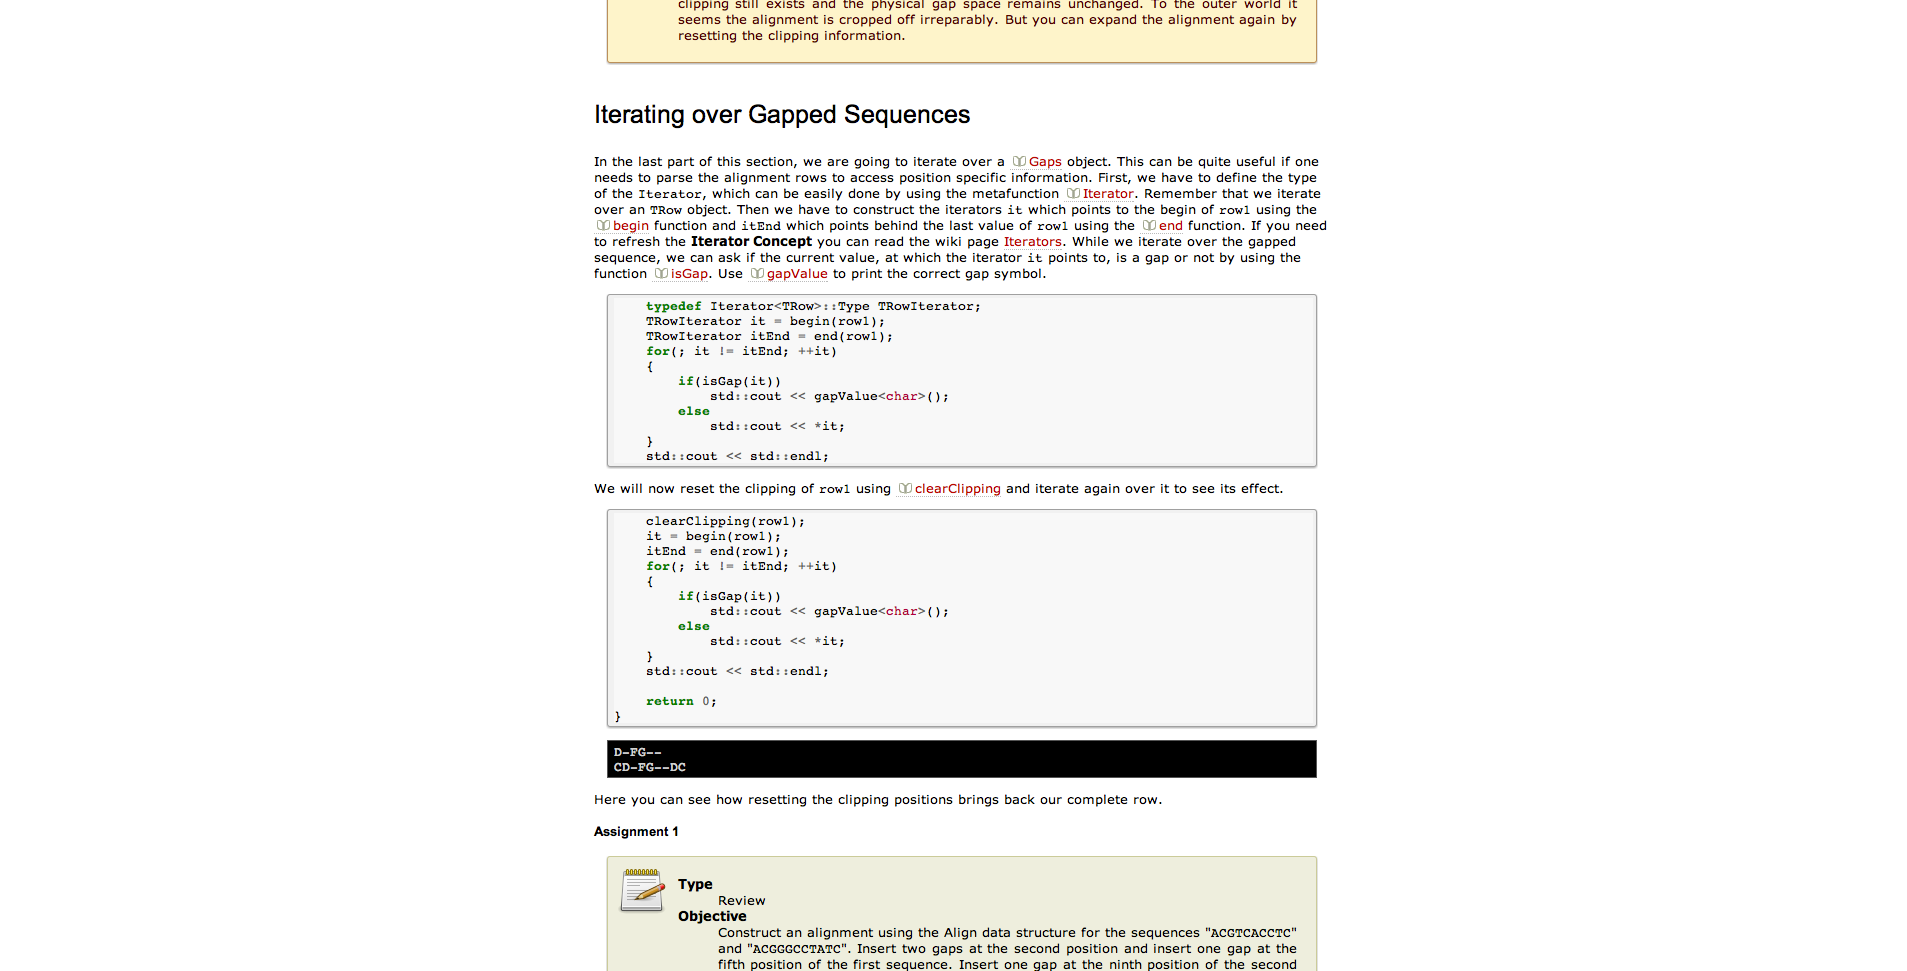 clipping still exists and the physical gap space remains unchanged. To the outer world it
seems the alignment is cropped off irreparably. But you can expand the alignment again by
resetting the clipping information.
Iterating over Gapped Sequences
In the last part of this section, we are going to iterate over a Gaps object. This can be quite useful if one
needs to parse the alignment rows to access position specific information. First, we have to define the type
of the Iterator, which can be easily done by using the metafunction Iterator. Remember that we iterate
over an TRow object. Then we have to construct the iterators it which points to the begin of row1 using the
begin function and itEnd which points behind the last value of row1 using the end function. If you need
to refresh the Iterator Concept you can read the wiki page Iterators. While we iterate over the gapped
sequence, we can ask if the current value, at which the iterator it points to, is a gap or not by using the
function isGap. Use gapValue to print the correct gap symbol.
typedef Iterator<TRow>::Type TRowIterator;
TRowIterator it = begin(row1);
TRowIterator itEnd = end(row1);
for(; it != itEnd; ++it)
{
if(isGap(it))
std::cout << gapValue<char>();
else
std::cout << *it;
}
std::cout << std::endl;
We will now reset the clipping of row1 using clearClipping and iterate again over it to see its effect.
clearClipping(row1);
it = begin(row1);
itEnd = end(row1);
for(; it != itEnd; ++it)
{
if(isGap(it))
std::cout << gapValue<char>();
else
std::cout << *it;
}
std::cout << std::endl;
return 0;
}
D-FG--
CD-FG--DC
Here you can see how resetting the clipping positions brings back our complete row.
Assignment 1
Type
Review
Objective
Construct an alignment using the Align data structure for the sequences "ACGTCACCTC"
and "ACGGGCCTATC". Insert two gaps at the second position and insert one gap at the
fifth position of the first sequence. Insert one gap at the ninth position of the second